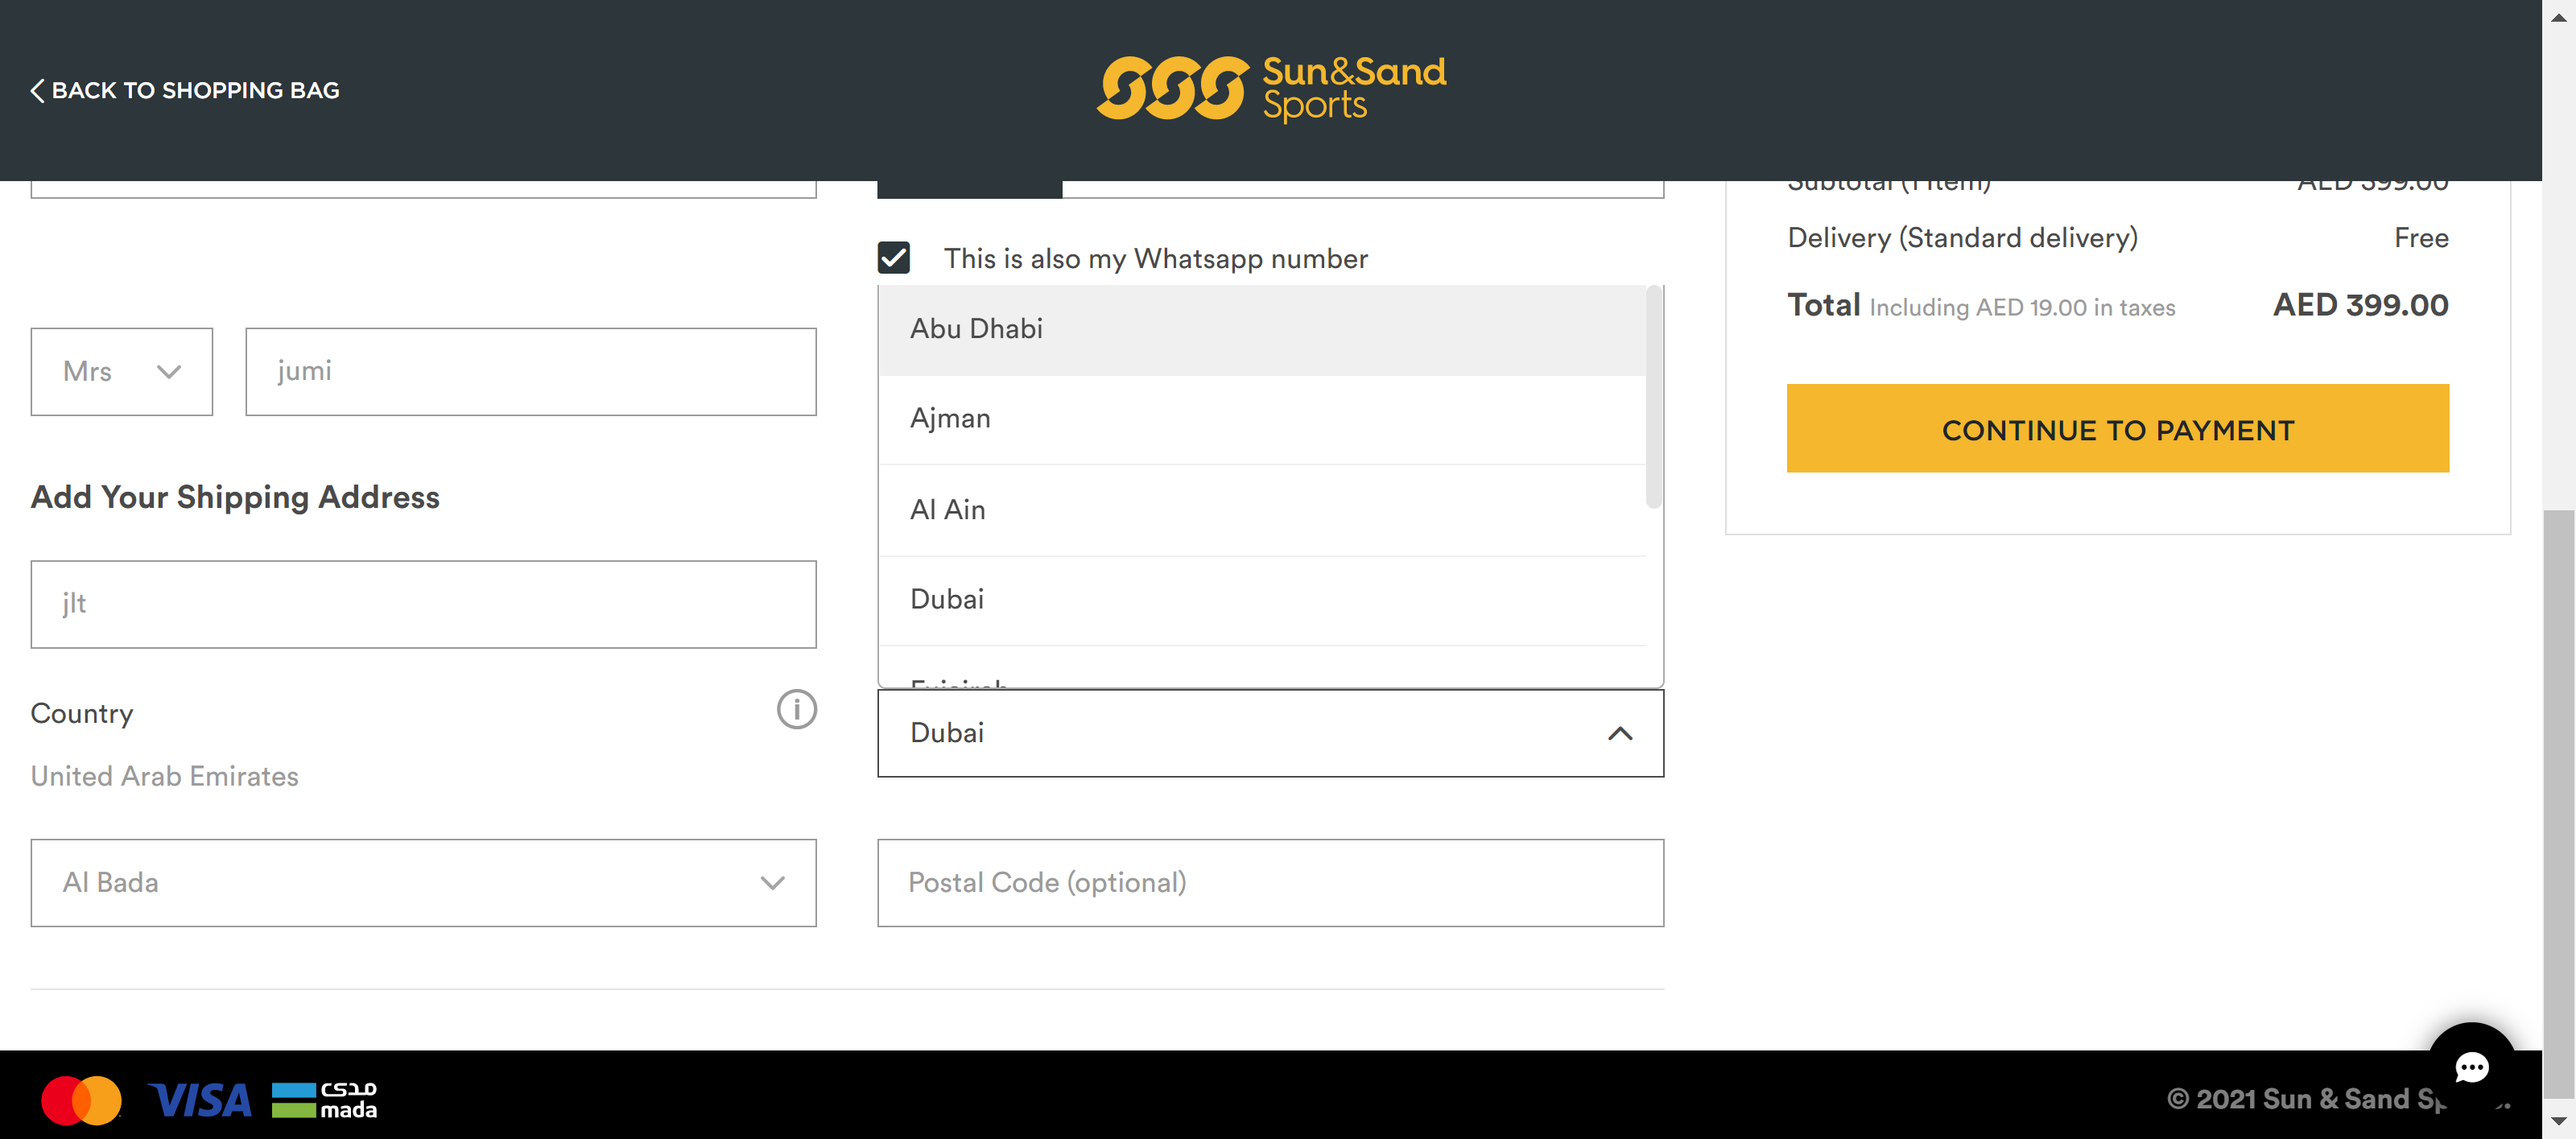 BACK TO SHOPPING BAG
Sun&Sand
Sports
Subtotal (1 item) AED 399.00
This is also my Whatsapp number
Delivery (Standard delivery) Free
Total Including AED 19.00 in taxes AED 399.00
Mrs
jumi
Abu Dhabi
Ajman
Al Ain
Dubai
CONTINUE TO PAYMENT
Add Your Shipping Address
jlt
Country
Dubai
United Arab Emirates
Al Bada
Postal Code (optional)
VISA
مدى
mada
© 2021 Sun & Sand